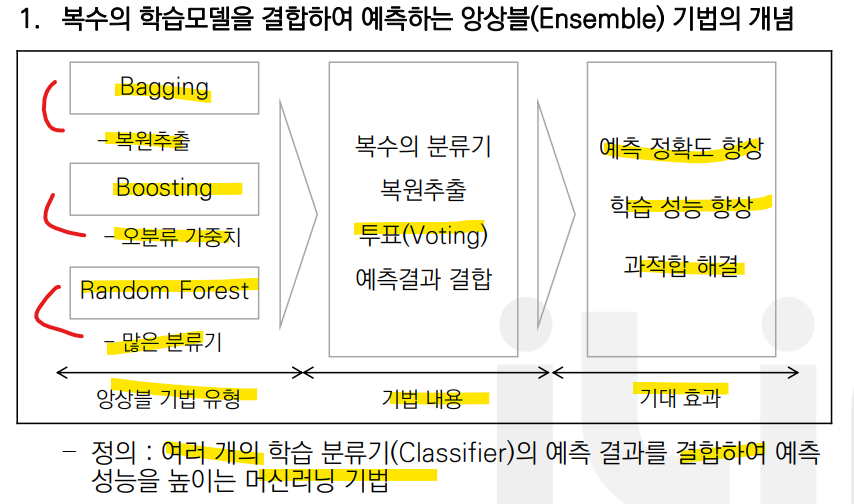 1. 복수의 학습모델을 결합하여 예측하는 앙상블(Ensemble) 기법의 개념
Bagging
– 복원추출
Boosting
– 오분류 가중치
Random Forest
– 많은 분류기
복수의 분류기
복원추출
투표(Voting)
예측결과 결합
예측 정확도 향상
학습 성능 향상
과적합 해결
앙상블 기법 유형
기법 내용
기대 효과
– 정의 : 여러 개의 학습 분류기(Classifier)의 예측 결과를 결합하여 예측
성능을 높이는 머신러닝 기법